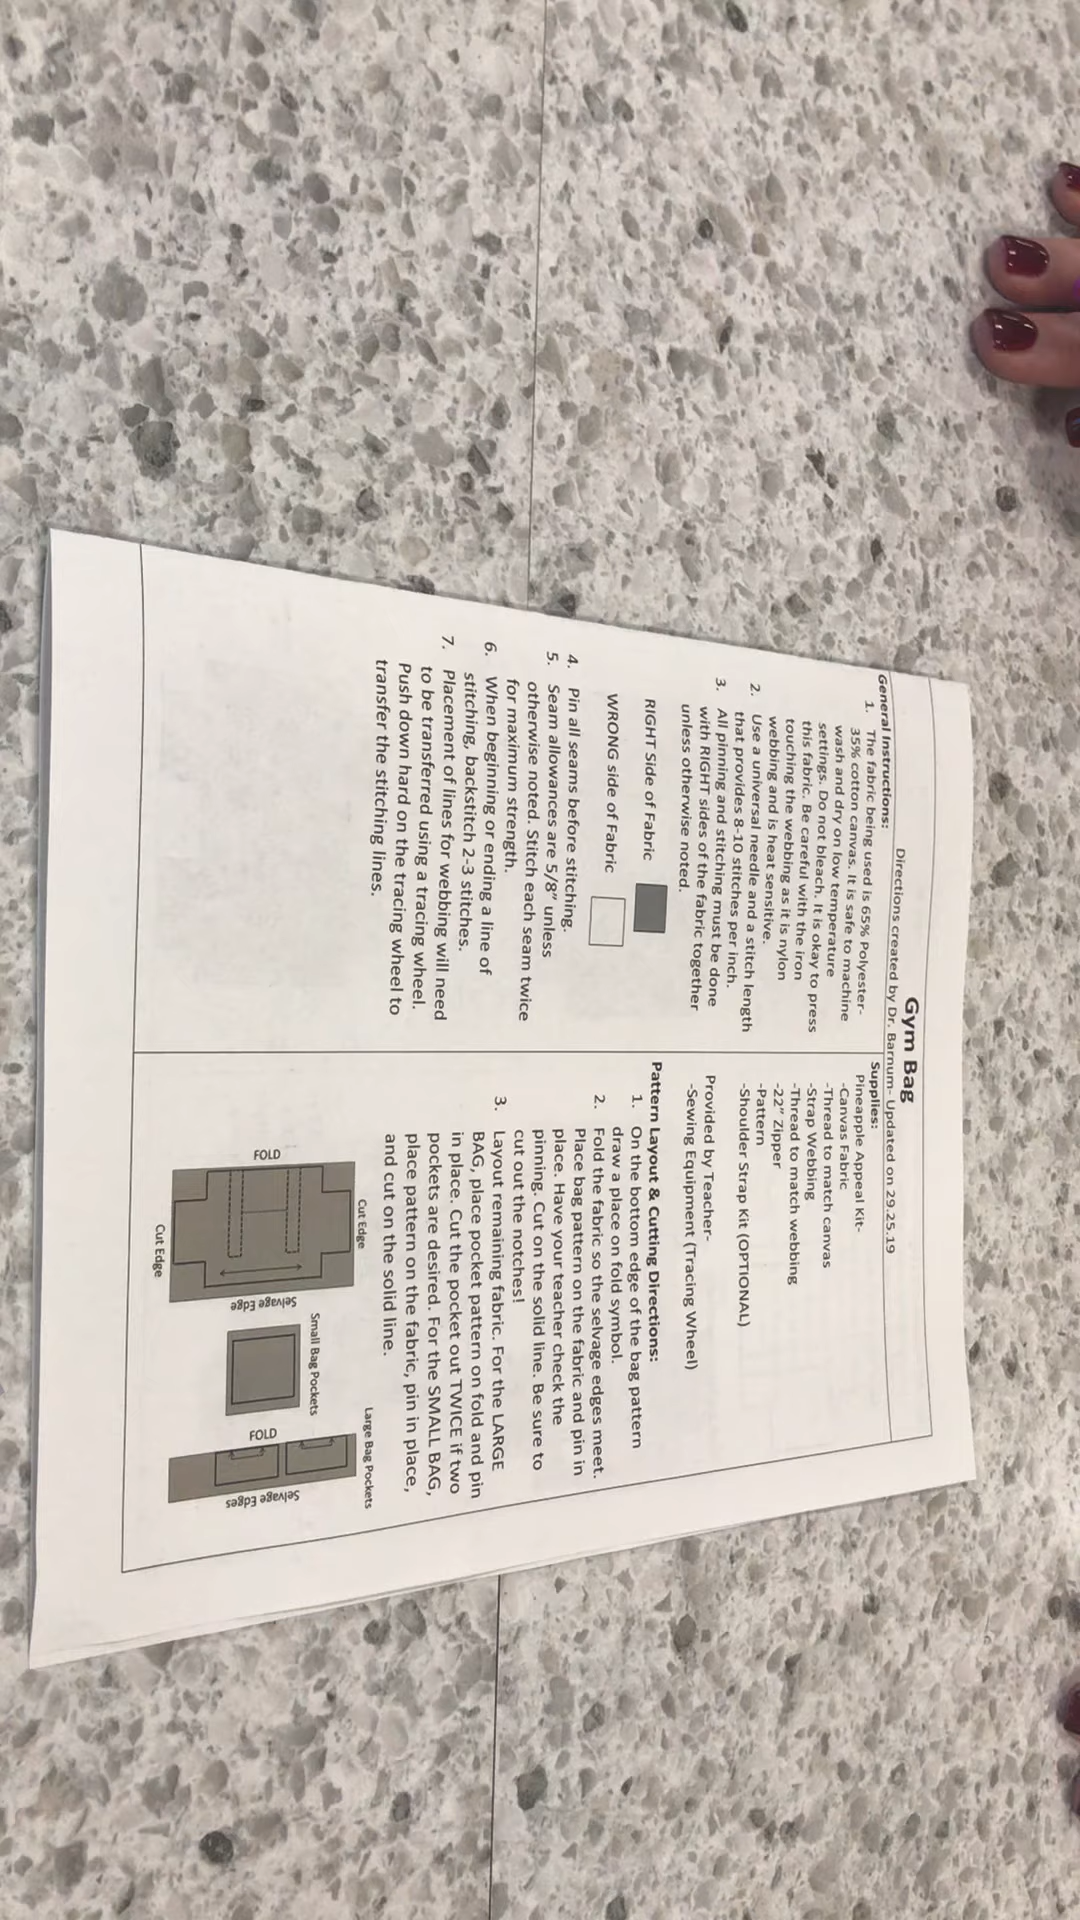 Gym Bag
Directions created by Dr. Barnum- Updated on 29.25.19
General Instructions:
1. The fabric being used is 65% Polyester-
35% cotton canvas. It is safe to machine
wash and dry on low temperature
settings. Do not bleach. It is okay to press
this fabric. Be careful with the iron
touching the webbing as it is nylon
webbing and is heat sensitive.
2. Use a universal needle and a stitch length
that provides 8-10 stitches per inch.
3. All pinning and stitching must be done
with RIGHT sides of the fabric together
unless otherwise noted.
RIGHT Side of Fabric
WRONG side of Fabric
4. Pin all seams before stitching.
5. Seam allowances are 5/8" unless
otherwise noted. Stitch each seam twice
for maximum strength.
6. When beginning or ending a line of
stitching, backstitch 2-3 stitches.
7. Placement of lines for webbing will need
to be transferred using a tracing wheel.
Push down hard on the tracing wheel to
transfer the stitching lines.
Supplies:
Pineapple Appeal Kit-
-Canvas Fabric
-Thread to match canvas
-Strap Webbing
-Thread to match webbing
-22" Zipper
-Pattern
-Shoulder Strap Kit (OPTIONAL)
Provided by Teacher-
-Sewing Equipment (Tracing Wheel)
Pattern Layout & Cutting Directions:
1. On the bottom edge of the bag pattern
draw a place on fold symbol.
2. Fold the fabric so the selvage edges meet.
Place bag pattern on the fabric and pin in
place. Have your teacher check the
pinning. Cut on the solid line. Be sure to
cut out the notches!
3. Layout remaining fabric. For the LARGE
BAG, place pocket pattern on fold and pin
in place. Cut the pocket out TWICE if two
pockets are desired. For the SMALL BAG,
place pattern on the fabric, pin in place,
and cut on the solid line.
Cut Edge
FOLD
Selvage Edge
Cut Edge
Small Bag Pockets
Large Bag Pockets
FOLD
Selvage Edges